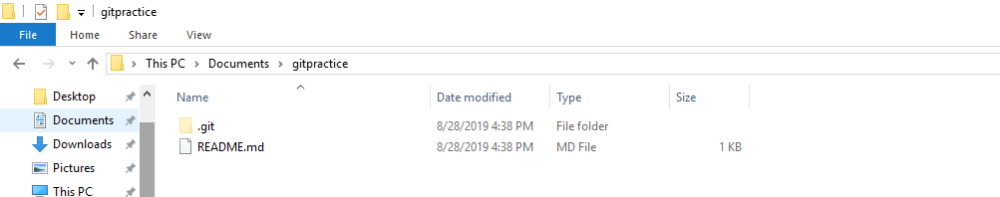 gitpractice
File Home Share View
This PC Documents gitpractice
Name Date modified Type Size
Desktop
.git 8/28/2019 4:38 PM File folder
Documents
README.md 8/28/2019 4:38 PM MD File 1 KB
Downloads
Pictures
This PC